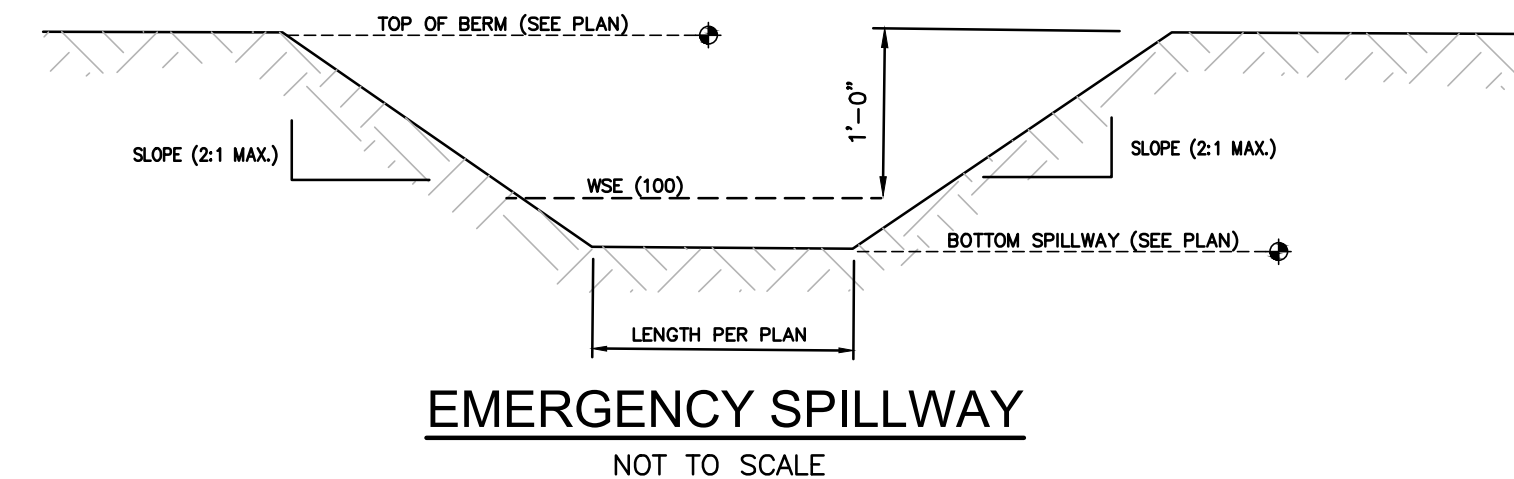 TOP OF BERM (SEE PLAN)
1'-0"
SLOPE (2:1 MAX.)
SLOPE (2:1 MAX.)
WSE (100)
BOTTOM SPILLWAY (SEE PLAN)
LENGTH PER PLAN
EMERGENCY SPILLWAY
NOT TO SCALE